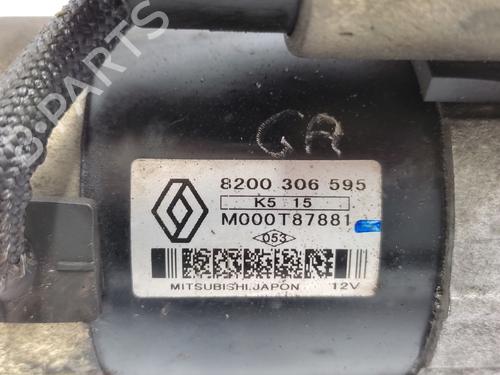 B-PARTS
GR
8200 306 595
K5 15
M000T87881
053
MITSUBISHI.JAPON 12V